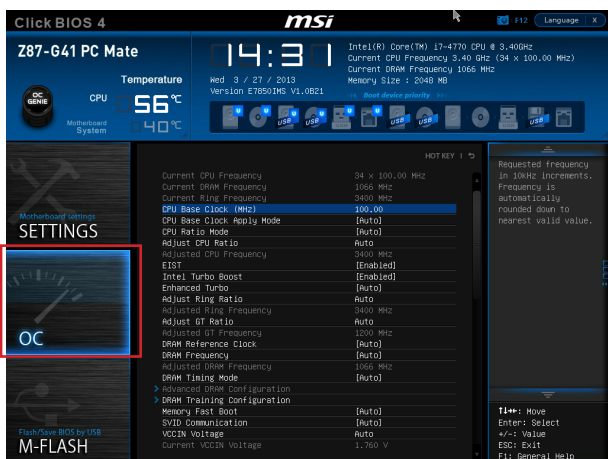 Click BIOS 4
msi
F12 Language X
Z87-G41 PC Mate
14:31
Wed 3 / 27 / 2013
Version E7850IMS V1.0B21
Intel(R) Core(TM) i7-4770 CPU @ 3.40GHz
Current CPU Frequency 3.40 GHz (34 × 100.00 MHz)
Current DRAM Frequency 1066 MHz
Memory Size : 2048 MB
Boot device priority
Temperature
OC GENIE
CPU 56°C
Motherboard System 40°C
USB USB USB USB USB
HOT KEY
Motherboard settings
SETTINGS
OC
Flash/Save BIOS by USB
M-FLASH
Current CPU Frequency 34 × 100.00 MHz
Current DRAM Frequency 1066 MHz
Current Ring Frequency 3400 MHz
CPU Base Clock (MHz) 100.00
CPU Base Clock Apply Mode [Auto]
CPU Ratio Mode [Auto]
Adjust CPU Ratio Auto
Adjusted CPU Frequency 3400 MHz
EIST [Enabled]
Intel Turbo Boost [Enabled]
Enhanced Turbo [Auto]
Adjust Ring Ratio Auto
Adjusted Ring Frequency 3400 MHz
Adjust GT Ratio Auto
Adjusted GT Frequency 1200 MHz
DRAM Reference Clock [Auto]
DRAM Frequency [Auto]
Adjusted DRAM Frequency 1066 MHz
DRAM Timing Mode [Auto]
> Advanced DRAM Configuration
> DRAM Training Configuration
Memory Fast Boot [Auto]
SVID Communication [Auto]
VCCIN Voltage Auto
Current VCCIN Voltage 1.760 V
Requested frequency
in 10KHz increments.
Frequency is
automatically
rounded down to
nearest valid value.
↑↓←→: Move
Enter: Select
+/-: Value
ESC: Exit
F1: General Help